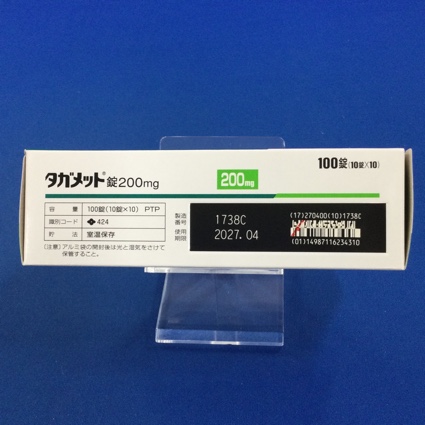 100錠(10錠×10)
タガメット®錠200mg
200mg
容 量 100錠(10錠×10) PTP
識別コード 424
貯 法 室温保存
(注意)アルミ袋の開封後は光と湿気をさけて
保管すること。
製造
番号
1738C
使用
期限
2027.04
(17)270400(10)1738C
(01)14987116234310